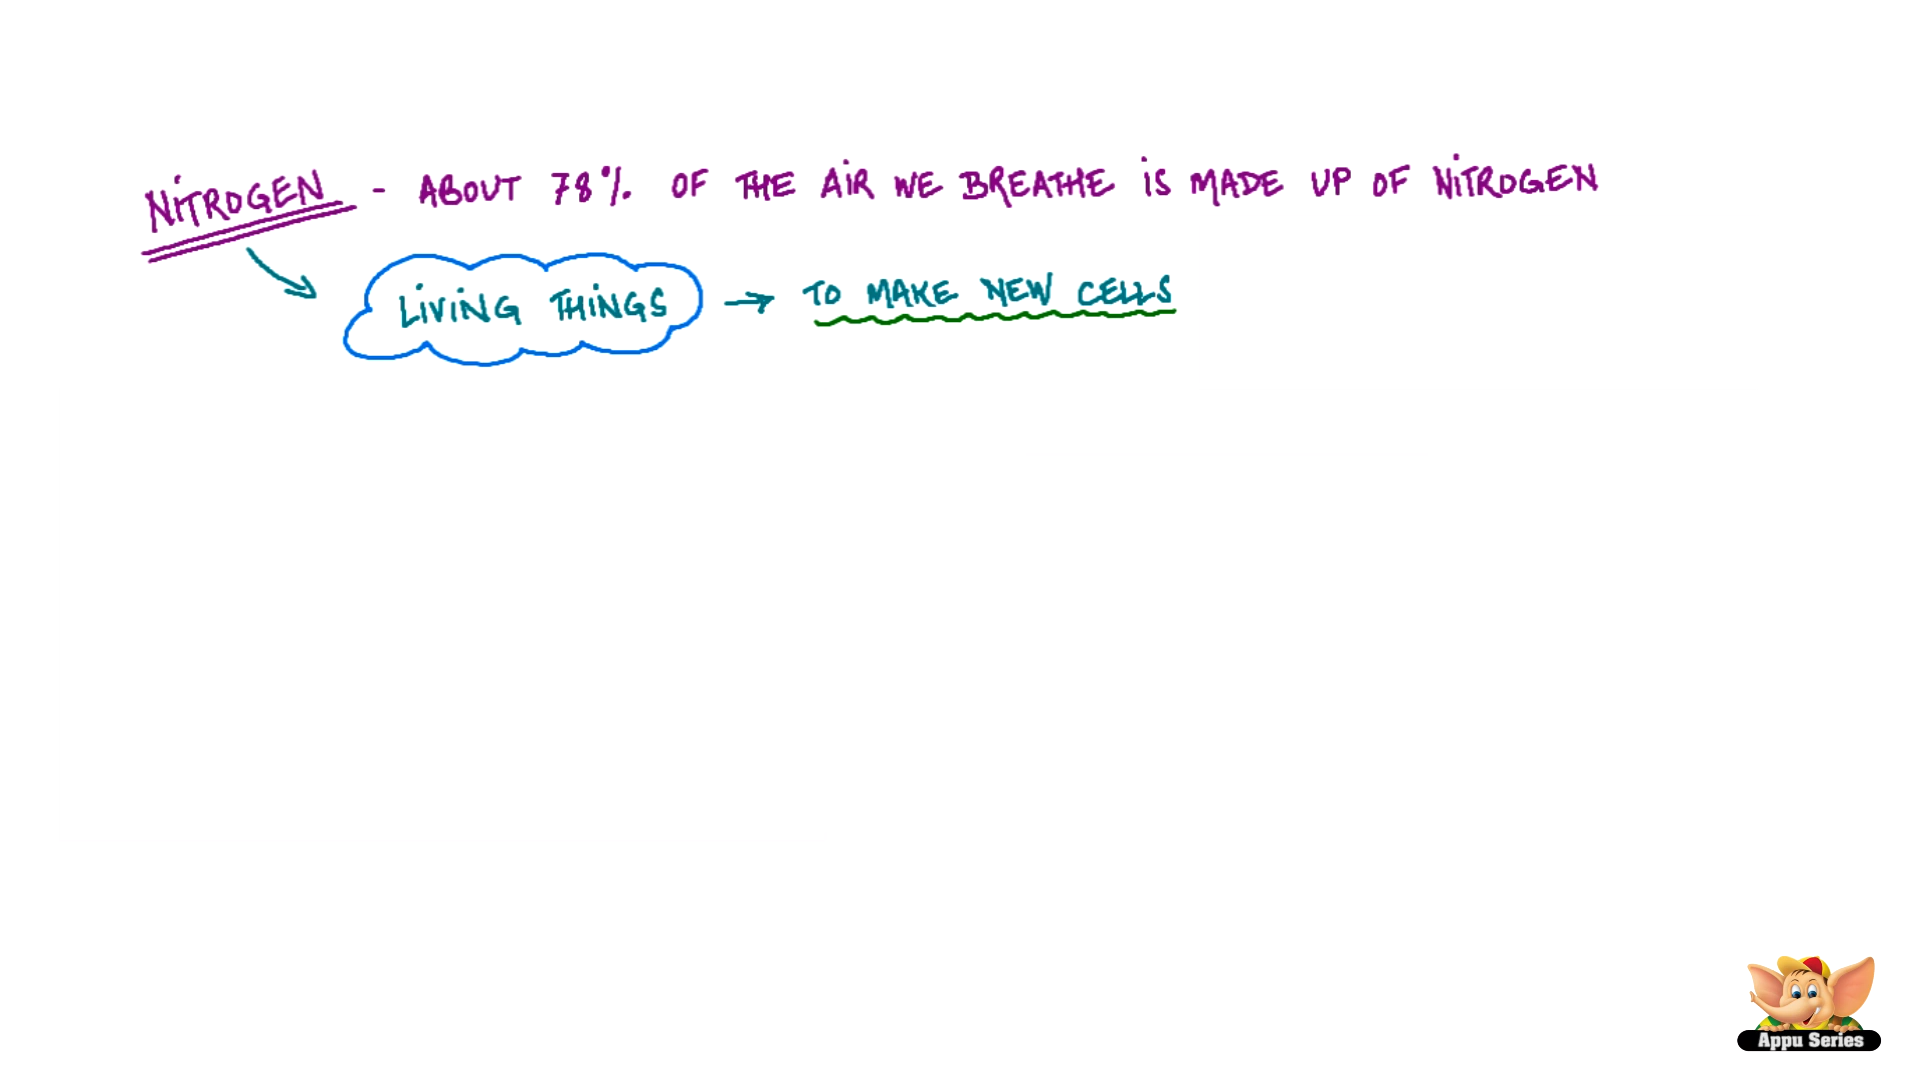 NiTROGEN - ABOUT 78% OF THE AiR WE BREATHE iS MADE UP OF NiTROGEN
LiViNG THiNGS → TO MAKE NEW CELLS
Appu Series